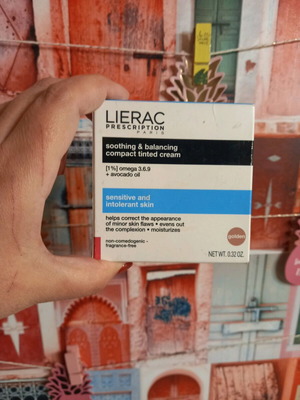 LIERAC
PRESCRIPTION
PARIS
soothing & balancing
compact tinted cream
[1%] omega 3.6.9
+ avocado oil
sensitive and
intolerant skin
helps correct the appearance
of minor skin flaws • evens out
the complexion • moisturizes
non-comedogenic -
fragrance-free
golden
NET WT. 0.32 OZ.